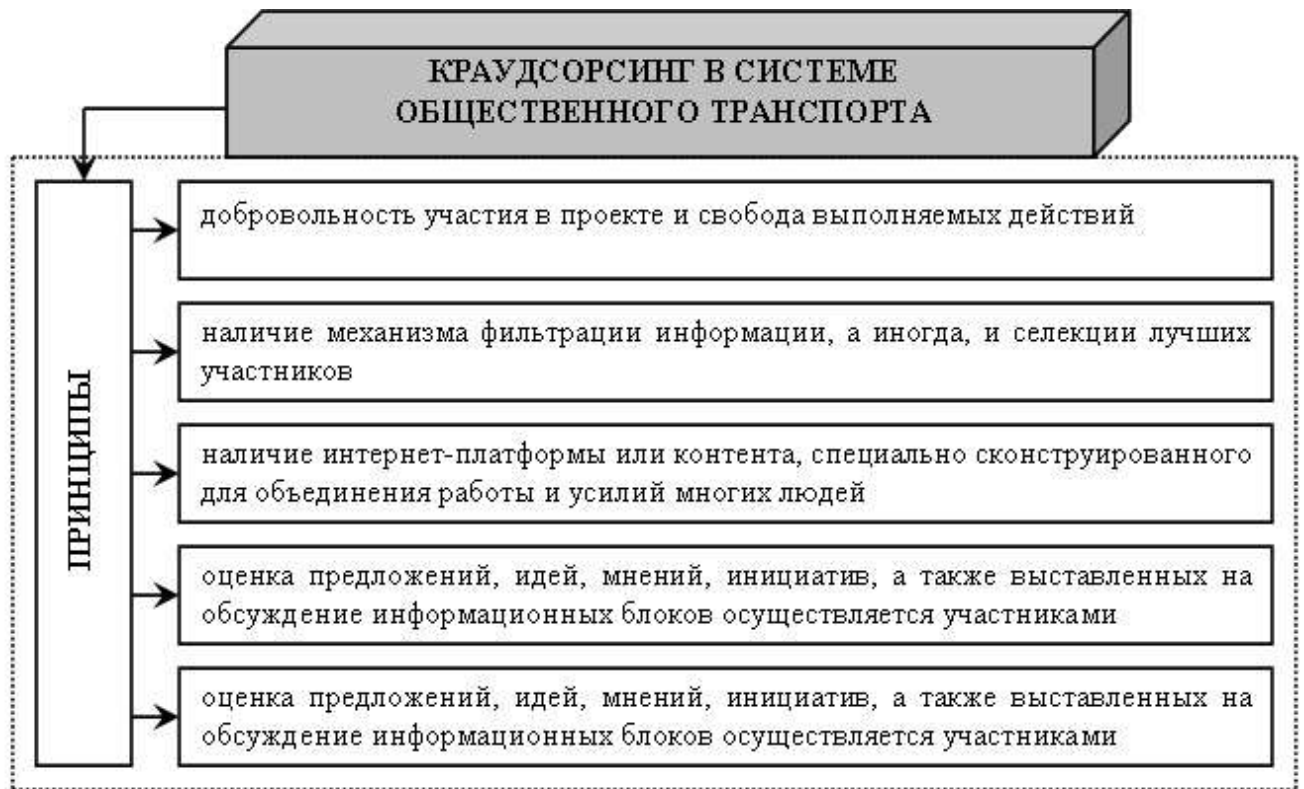 КРАУДСОРСИНГ В СИСТЕМЕ
ОБЩЕСТВЕННОГО ТРАНСПОРТА
ПРИНЦИПЫ
добровольность участия в проекте и свобода выполняемых действий
наличие механизма фильтрации информации, а иногда, и селекции лучших
участников
наличие интернет-платформы или контента, специально сконструированного
для объединения работы и усилий многих людей
оценка предложений, идей, мнений, инициатив, а также выставленных на
обсуждение информационных блоков осуществляется участниками
оценка предложений, идей, мнений, инициатив, а также выставленных на
обсуждение информационных блоков осуществляется участниками